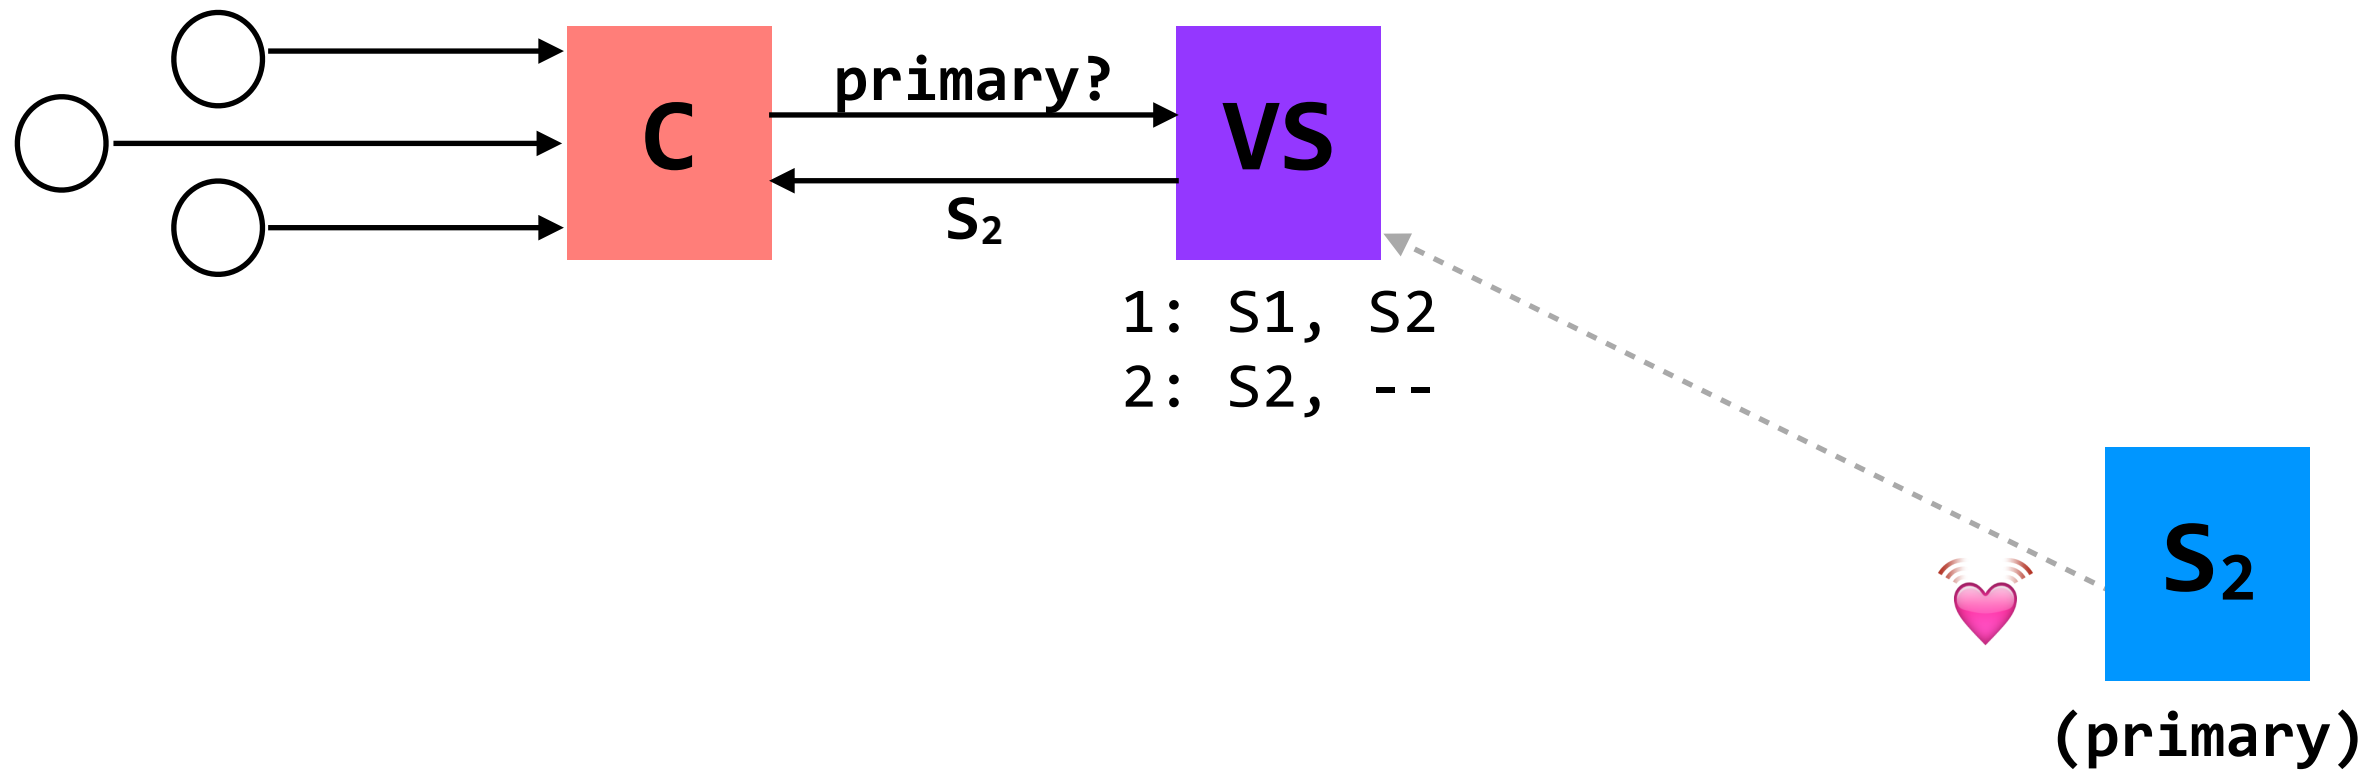 C
primary?
S₂
VS
1: S1, S2
2: S2, --
S₂
(primary)